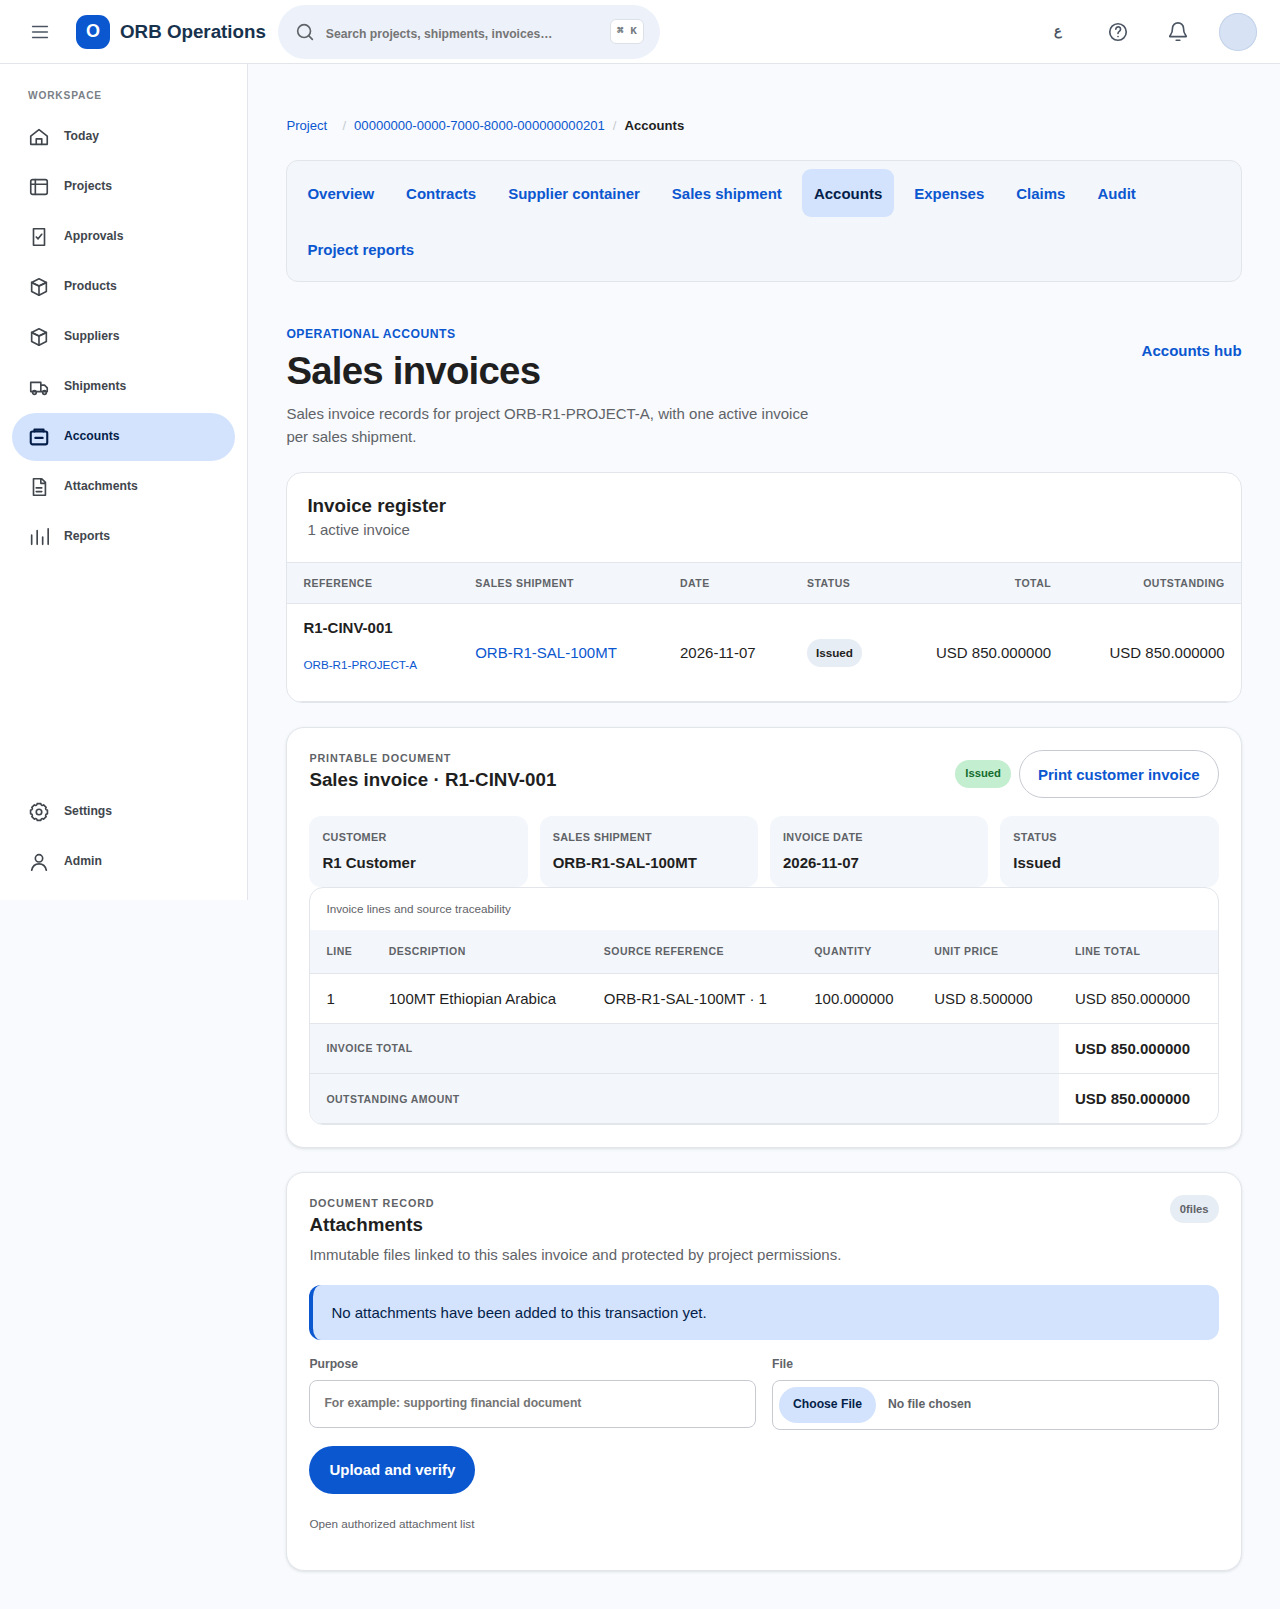 O ORB Operations
Search projects, shipments, invoices…
⌘ K
ع
WORKSPACE
Today
Projects
Approvals
Products
Suppliers
Shipments
Accounts
Attachments
Reports
Settings
Admin
Project / 00000000-0000-7000-8000-000000000201 / Accounts
Overview Contracts Supplier container Sales shipment Accounts Expenses Claims Audit
Project reports
OPERATIONAL ACCOUNTS
Sales invoices
Accounts hub
Sales invoice records for project ORB-R1-PROJECT-A, with one active invoice
per sales shipment.
Invoice register
1 active invoice
REFERENCE SALES SHIPMENT DATE STATUS TOTAL OUTSTANDING
R1-CINV-001
ORB-R1-PROJECT-A
ORB-R1-SAL-100MT 2026-11-07 Issued USD 850.000000 USD 850.000000
PRINTABLE DOCUMENT
Sales invoice · R1-CINV-001
Issued
Print customer invoice
CUSTOMER
R1 Customer
SALES SHIPMENT
ORB-R1-SAL-100MT
INVOICE DATE
2026-11-07
STATUS
Issued
Invoice lines and source traceability
LINE DESCRIPTION SOURCE REFERENCE QUANTITY UNIT PRICE LINE TOTAL
1 100MT Ethiopian Arabica ORB-R1-SAL-100MT · 1 100.000000 USD 8.500000 USD 850.000000
INVOICE TOTAL USD 850.000000
OUTSTANDING AMOUNT USD 850.000000
DOCUMENT RECORD
Attachments
0files
Immutable files linked to this sales invoice and protected by project permissions.
No attachments have been added to this transaction yet.
Purpose
For example: supporting financial document
File
Choose File No file chosen
Upload and verify
Open authorized attachment list